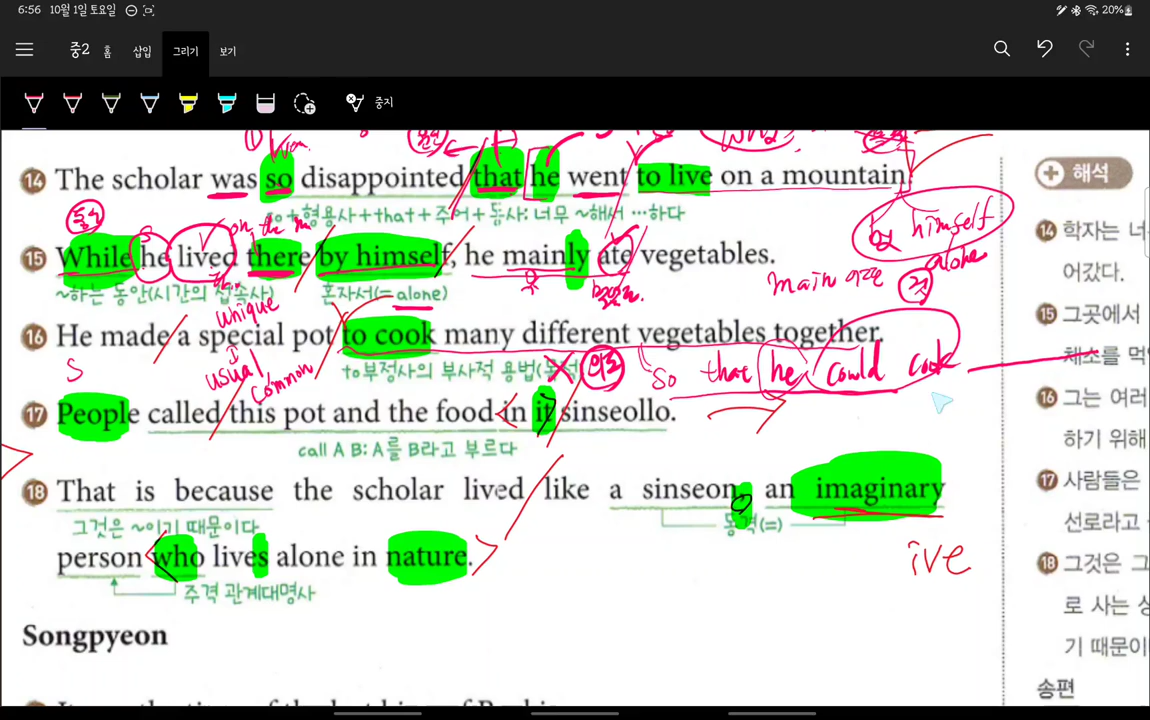 6:56 10월 1일 토요일 20%
중2 홈 삽입 그리기 보기
중지
⑭ The scholar was so disappointed that he went to live on a mountain.
so+형용사+that+주어+동사: 너무 ~해서 …하다
by himself
alone
on the m
⑮ While he lived there by himself, he mainly ate vegetables.
~하는 동안(시간의 접속사) 혼자서(= alone)
unique
⑯ He made a special pot to cook many different vegetables together.
usual
common
to부정사의 부사적 용법(목적)
so that he could cook
S
⑰ People called this pot and the food in it sinseollo.
call A B: A를 B라고 부르다
⑱ That is because the scholar lived like a sinseon, an imaginary
그것은 ~이기 때문이다 동격(=)
person who lives alone in nature.
ive
주격 관계대명사
Songpyeon
해석
⑭ 학자는 너
어갔다.
⑮ 그곳에서
채소를 먹
⑯ 그는 여러
하기 위해
⑰ 사람들은
선로라고
⑱ 그것은 그
로 사는 상
기 때문이
송편